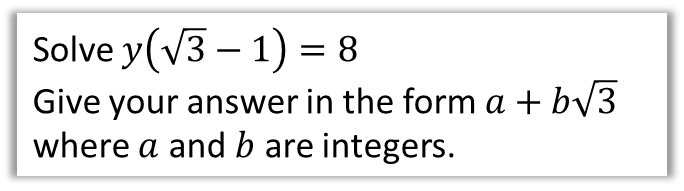 Solve y(√3 − 1) = 8
Give your answer in the form a + b√3
where a and b are integers.